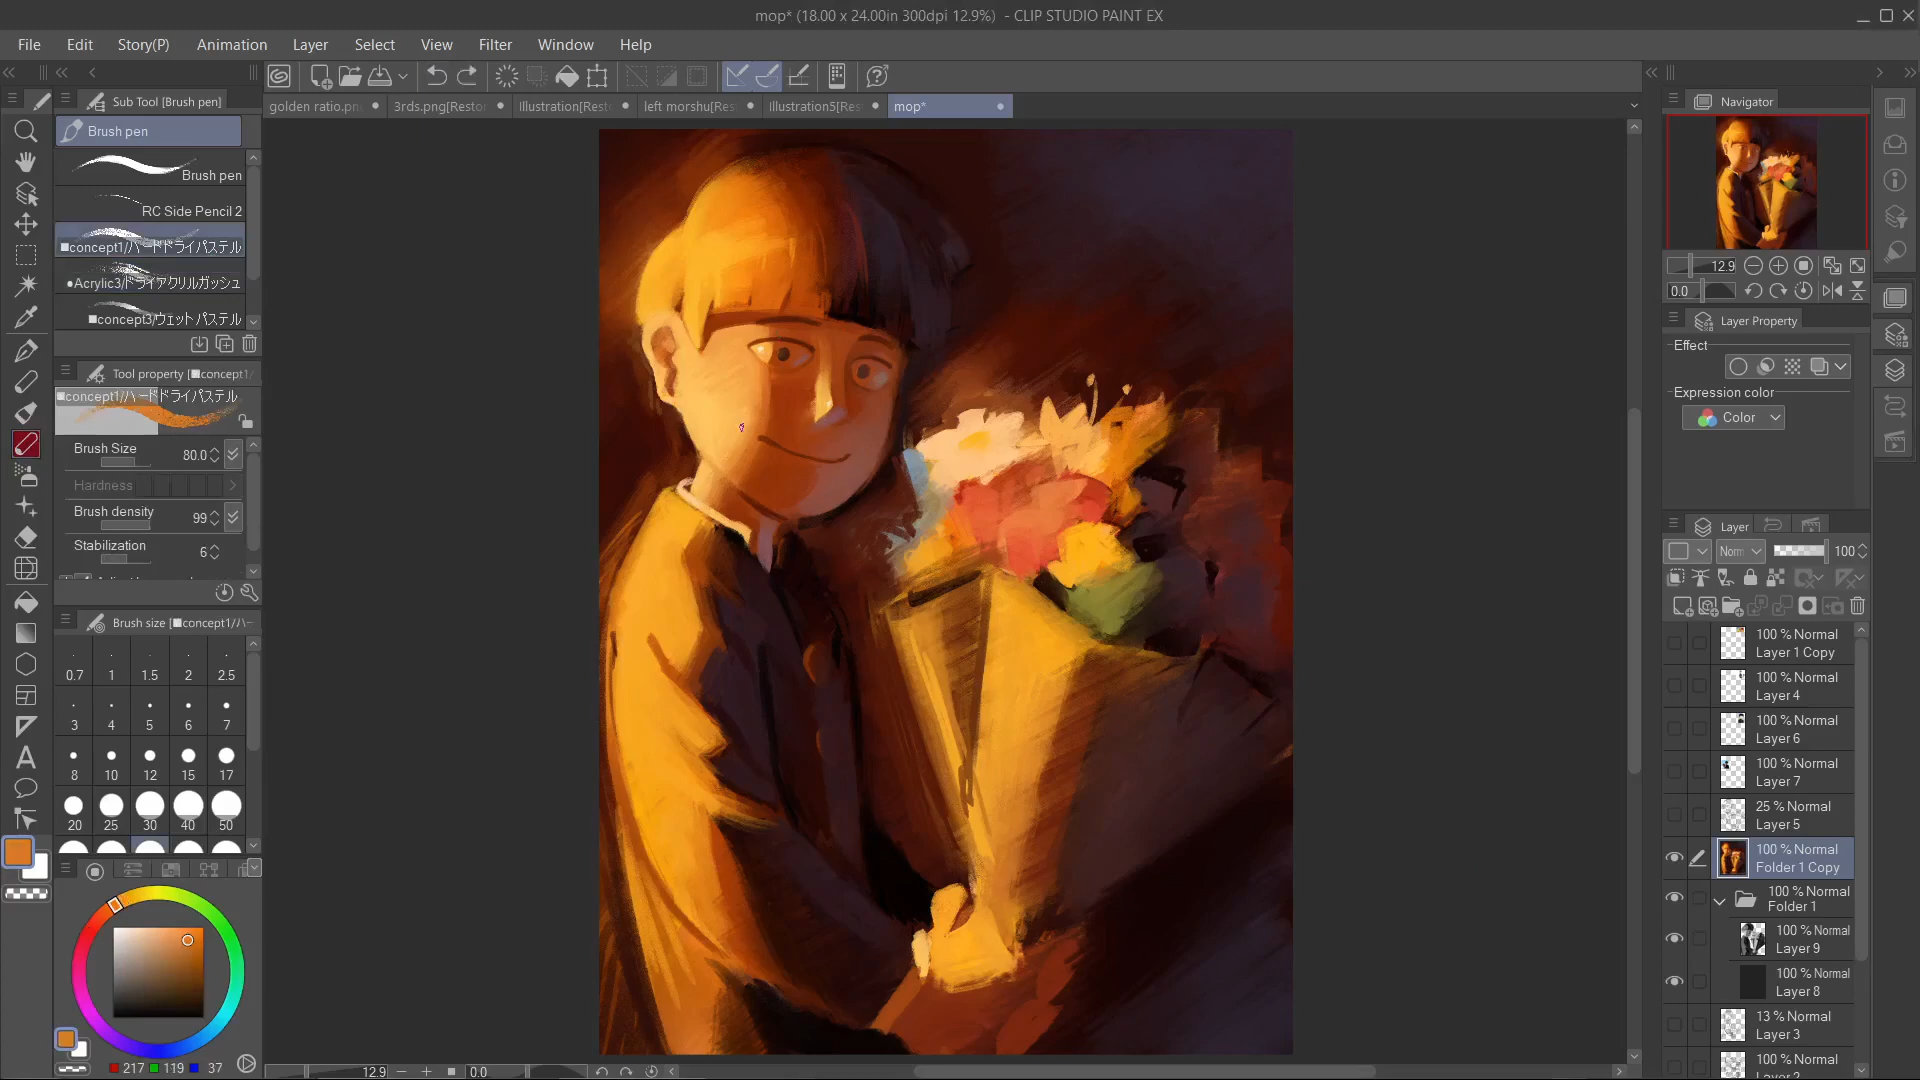 mop* (18.00 x 24.00in 300dpi 12.9%) - CLIP STUDIO PAINT EX
File Edit Story(P) Animation Layer Select View Filter Window Help
golden ratio.pn 3rds.png[Restor Illustration[Rest left morshu[Res Illustration5[Res mop*
Sub Tool [Brush pen]
Brush pen
Brush pen
RC Side Pencil 2
■concept1/ハードドライパステル
●Acrylic3/ドライアクリルガッシュ
■concept3/ウェットパステル
Tool property [■concept1/
■concept1/ハードドライパステル
Brush Size 80.0
Hardness
Brush density 99
Stabilization 6
Brush size [■concept1/ハー
0.7 1 1.5 2 2.5
3 4 5 6 7
8 10 12 15 17
20 25 30 40 50
217 119 37
12.9 0.0
Navigator
12.9
0.0
Layer Property
Effect
Expression color
Color
Layer
Norm 100
100 % Normal
Layer 1 Copy
100 % Normal
Layer 4
100 % Normal
Layer 6
100 % Normal
Layer 7
25 % Normal
Layer 5
100 % Normal
Folder 1 Copy
100 % Normal
Folder 1
100 % Normal
Layer 9
100 % Normal
Layer 8
13 % Normal
Layer 3
100 % Normal
Layer 2